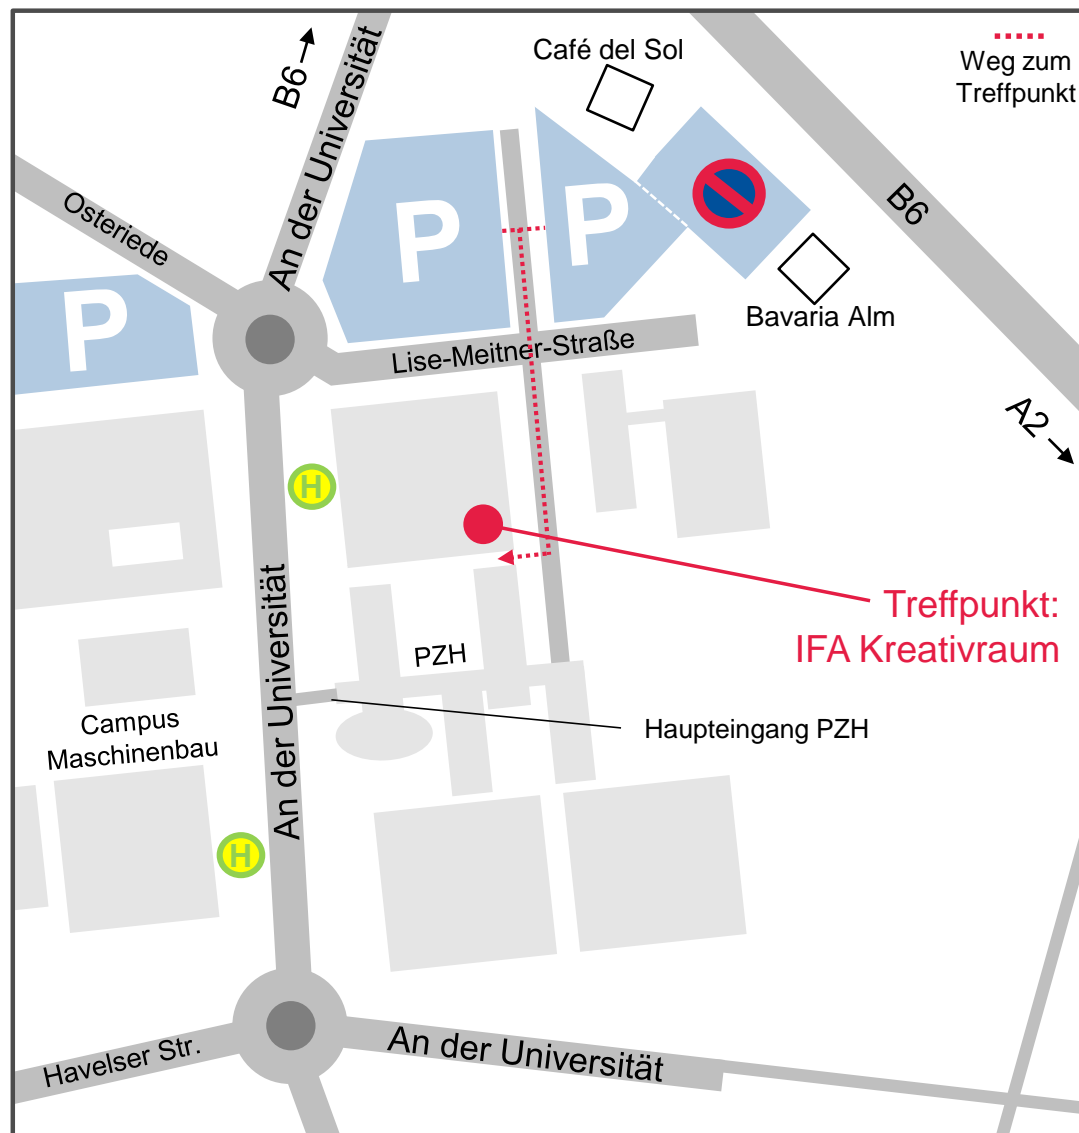 B6
An der Universität
Café del Sol
Weg zum
Treffpunkt
Osteriede
P
P
P
B6
Bavaria Alm
Lise-Meitner-Straße
A2
H
Treffpunkt:
IFA Kreativraum
An der Universität
PZH
Campus
Maschinenbau
Haupteingang PZH
H
Havelser Str.
An der Universität